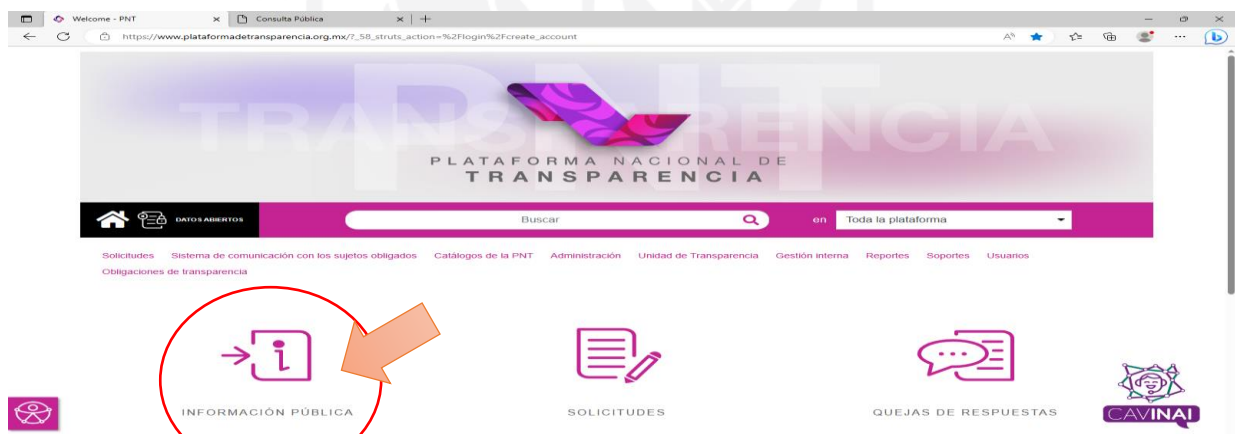 Welcome - PNT
Consulta Pública
https://www.plataformadetransparencia.org.mx/?_58_struts_action=%2Flogin%2Fcreate_account
PNT
TRANSPARENCIA
PLATAFORMA NACIONAL DE
TRANSPARENCIA
DATOS ABIERTOS
Buscar
en
Toda la plataforma
Solicitudes Sistema de comunicación con los sujetos obligados Catálogos de la PNT Administración Unidad de Transparencia Gestión interna Reportes Soportes Usuarios
Obligaciones de transparencia
INFORMACIÓN PÚBLICA
SOLICITUDES
QUEJAS DE RESPUESTAS
CAVINAI